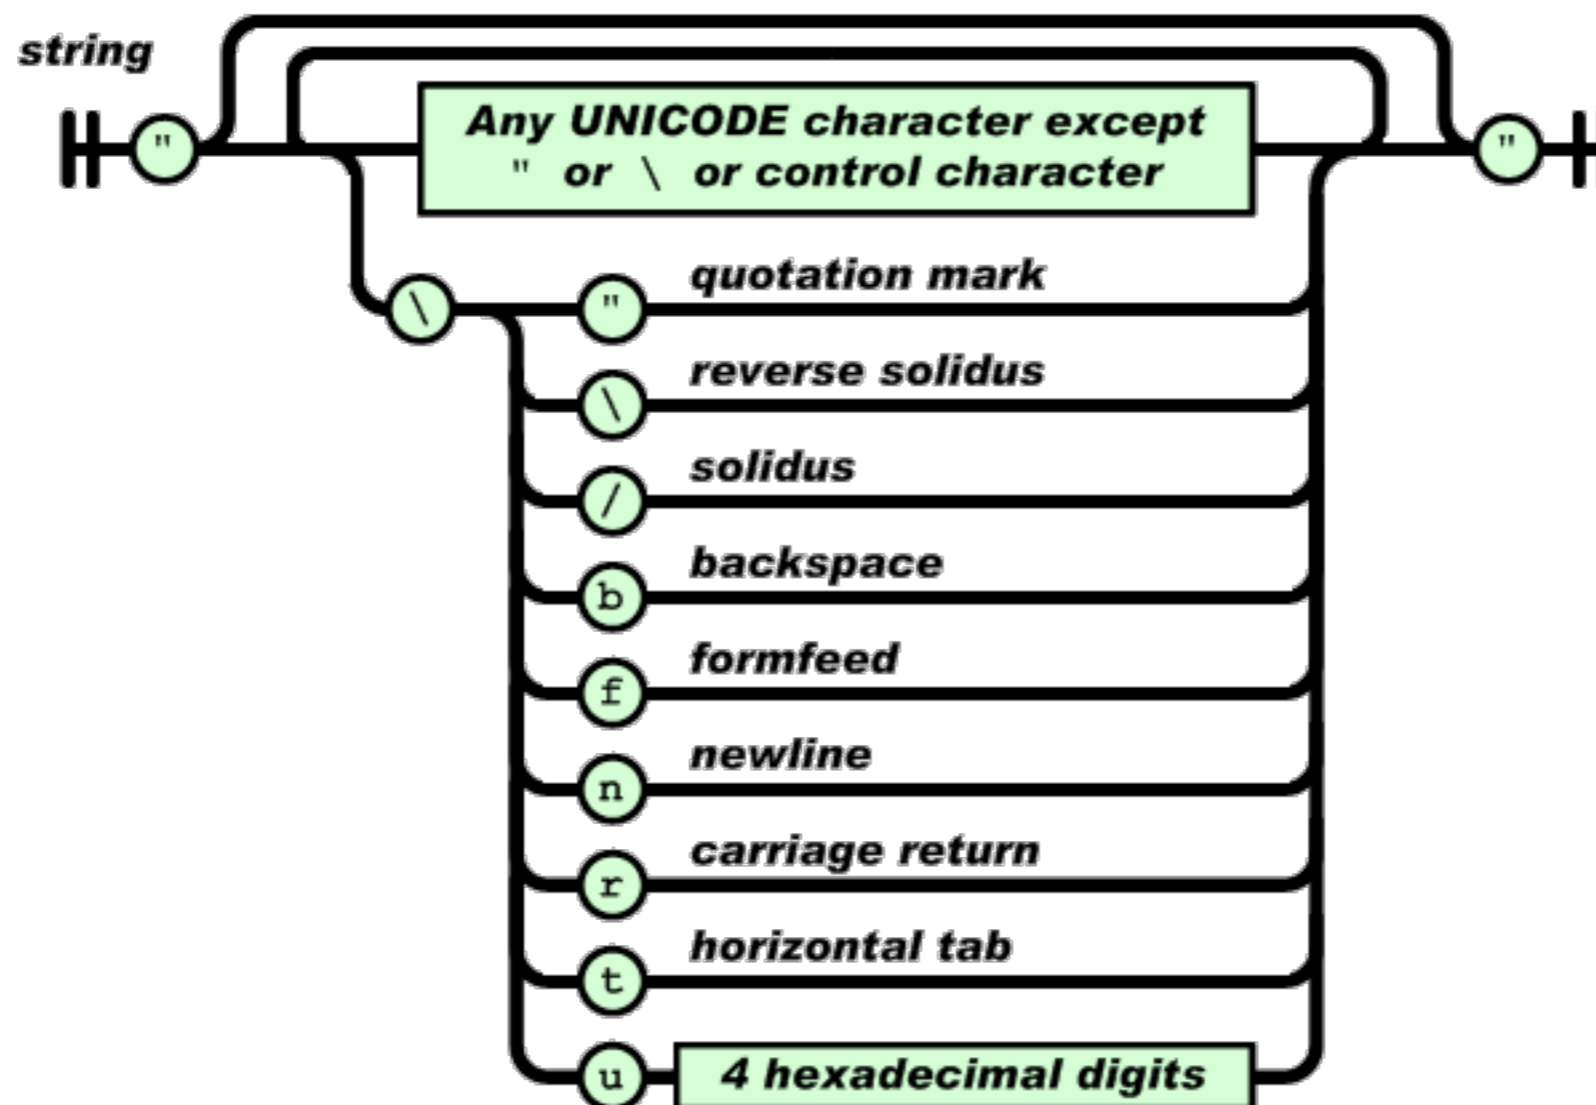 string
"
Any UNICODE character except
" or \ or control character
"
\
" quotation mark
\ reverse solidus
/ solidus
b backspace
f formfeed
n newline
r carriage return
t horizontal tab
u 4 hexadecimal digits